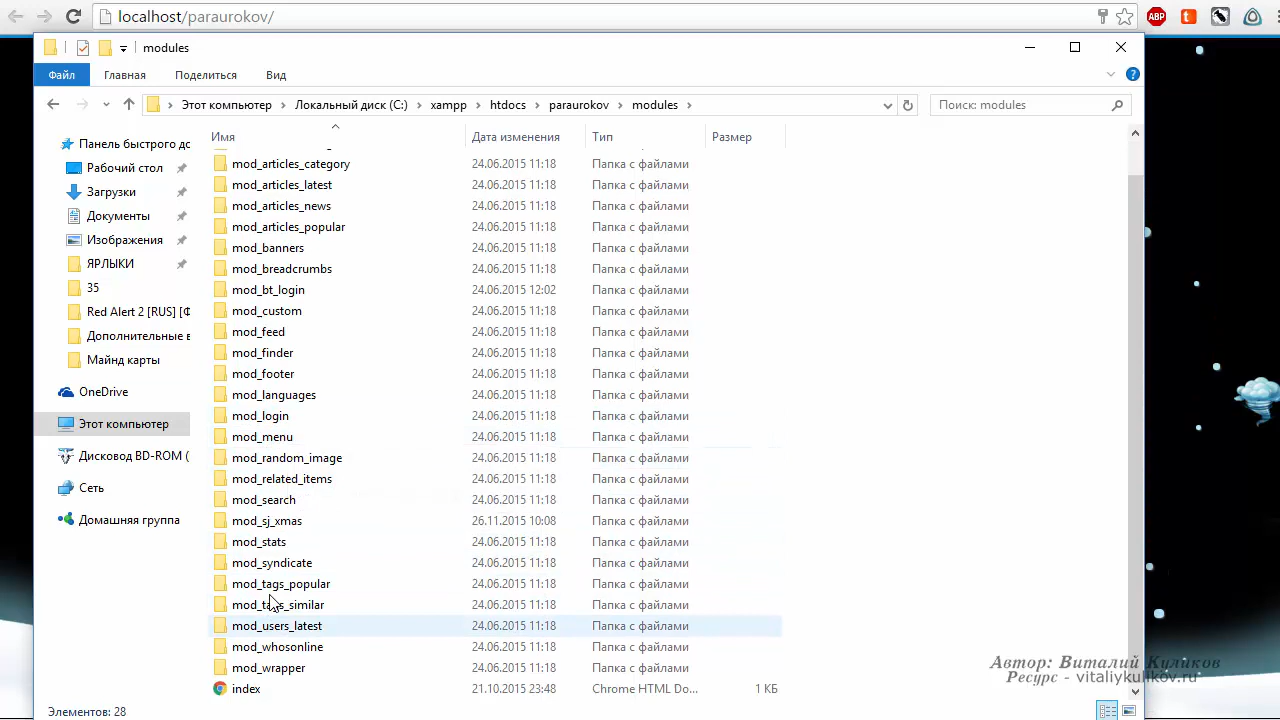 localhost/paraurokov/
ABP
modules
Файл Главная Поделиться Вид
Этот компьютер Локальный диск (C:) xampp htdocs paraurokov modules
Поиск: modules
Имя Дата изменения Тип Размер
Панель быстрого до
Рабочий стол
Загрузки
Документы
Изображения
ЯРЛЫКИ
35
Red Alert 2 [RUS] [Ф
Дополнительные в
Майнд карты
OneDrive
Этот компьютер
Дисковод BD-ROM (
Сеть
Домашняя группа
mod_articles_category 24.06.2015 11:18 Папка с файлами
mod_articles_latest 24.06.2015 11:18 Папка с файлами
mod_articles_news 24.06.2015 11:18 Папка с файлами
mod_articles_popular 24.06.2015 11:18 Папка с файлами
mod_banners 24.06.2015 11:18 Папка с файлами
mod_breadcrumbs 24.06.2015 11:18 Папка с файлами
mod_bt_login 24.06.2015 12:02 Папка с файлами
mod_custom 24.06.2015 11:18 Папка с файлами
mod_feed 24.06.2015 11:18 Папка с файлами
mod_finder 24.06.2015 11:18 Папка с файлами
mod_footer 24.06.2015 11:18 Папка с файлами
mod_languages 24.06.2015 11:18 Папка с файлами
mod_login 24.06.2015 11:18 Папка с файлами
mod_menu 24.06.2015 11:18 Папка с файлами
mod_random_image 24.06.2015 11:18 Папка с файлами
mod_related_items 24.06.2015 11:18 Папка с файлами
mod_search 24.06.2015 11:18 Папка с файлами
mod_sj_xmas 26.11.2015 10:08 Папка с файлами
mod_stats 24.06.2015 11:18 Папка с файлами
mod_syndicate 24.06.2015 11:18 Папка с файлами
mod_tags_popular 24.06.2015 11:18 Папка с файлами
mod_tags_similar 24.06.2015 11:18 Папка с файлами
mod_users_latest 24.06.2015 11:18 Папка с файлами
mod_whosonline 24.06.2015 11:18 Папка с файлами
mod_wrapper 24.06.2015 11:18 Папка с файлами
index 21.10.2015 23:48 Chrome HTML Do... 1 КБ
Автор: Виталий Куликов
Ресурс - vitaliykulikov.ru
Элементов: 28